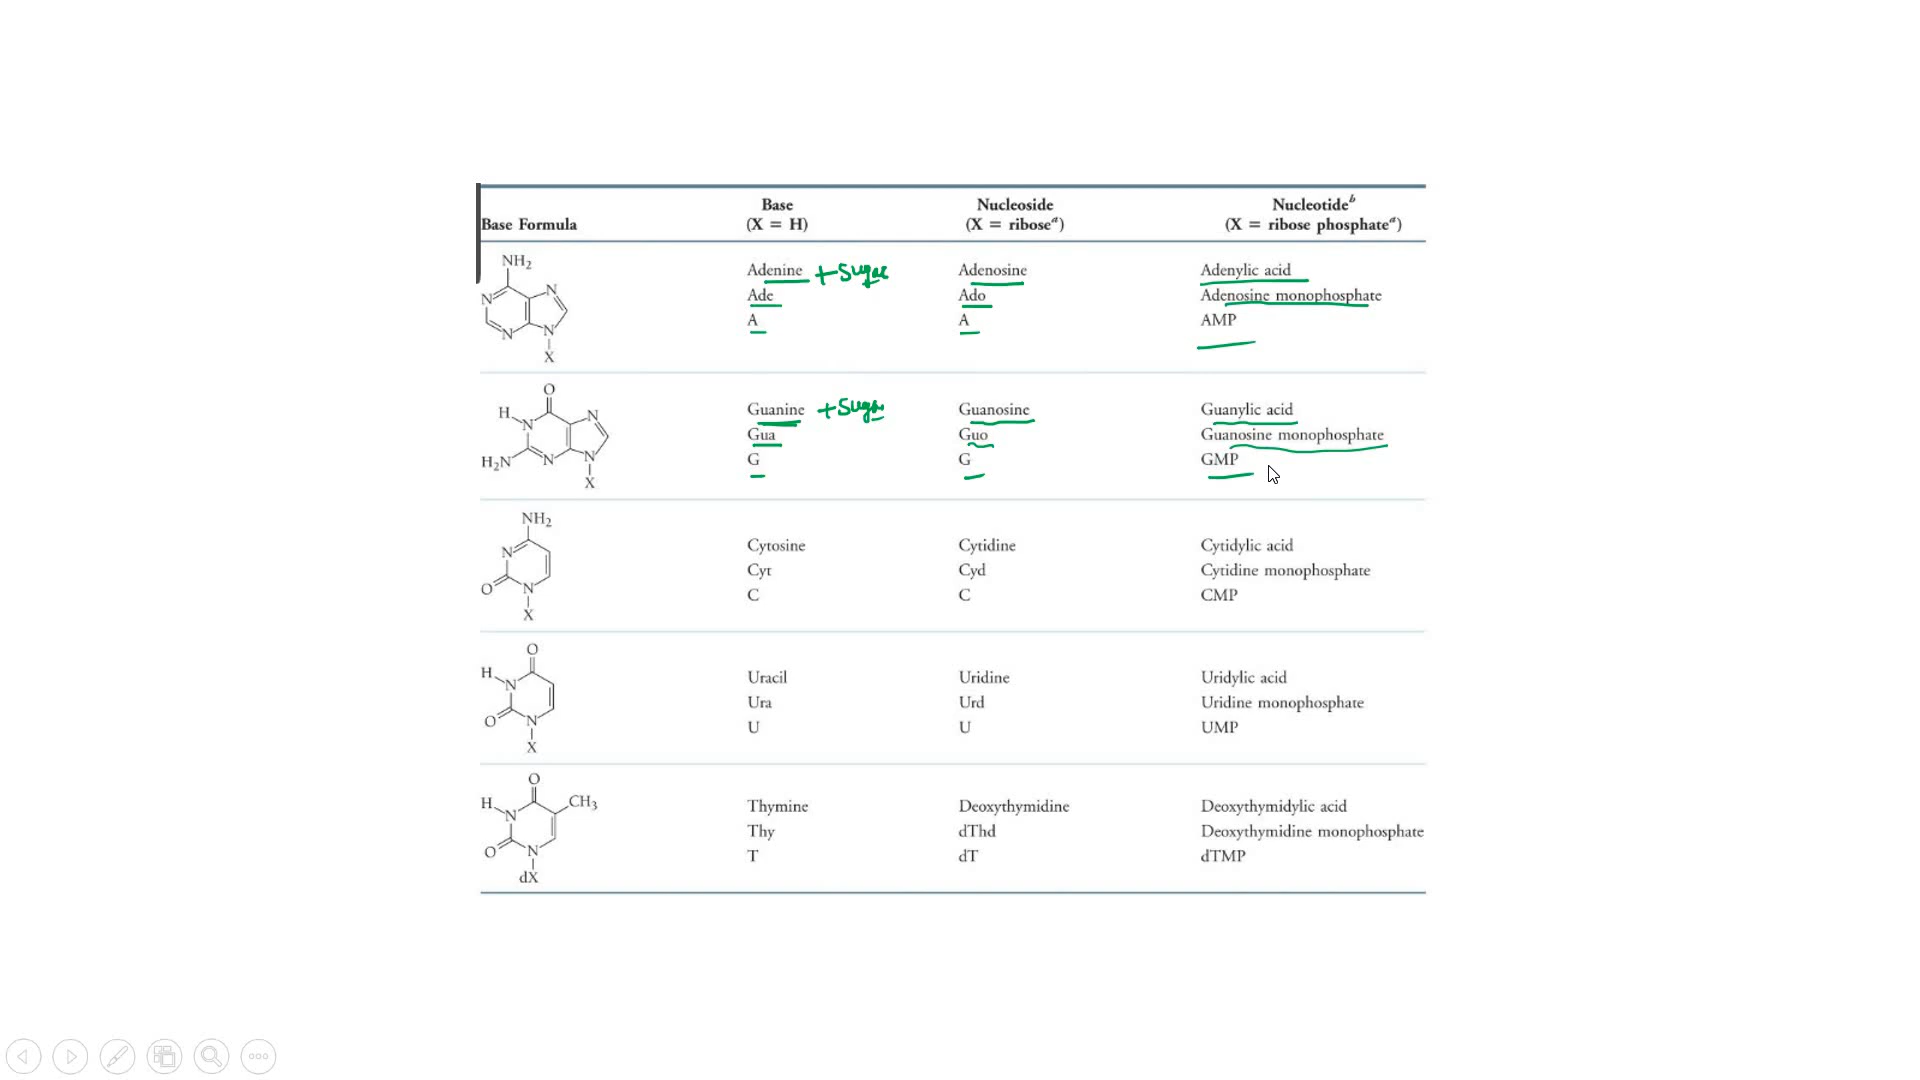 Base Formula
Base
(X = H)
Nucleoside
(X = riboseᵃ)
Nucleotideᵇ
(X = ribose phosphateᵃ)
NH₂
N
N
N
N
X
Adenine + Sugar
Ade
A
Adenosine
Ado
A
Adenylic acid
Adenosine monophosphate
AMP
O
H
N
N
H₂N
N
N
X
Guanine + Sugar
Gua
G
Guanosine
Guo
G
Guanylic acid
Guanosine monophosphate
GMP
NH₂
N
O
N
X
Cytosine
Cyt
C
Cytidine
Cyd
C
Cytidylic acid
Cytidine monophosphate
CMP
O
H
N
O
N
X
Uracil
Ura
U
Uridine
Urd
U
Uridylic acid
Uridine monophosphate
UMP
O
H
CH₃
N
O
N
dX
Thymine
Thy
T
Deoxythymidine
dThd
dT
Deoxythymidylic acid
Deoxythymidine monophosphate
dTMP